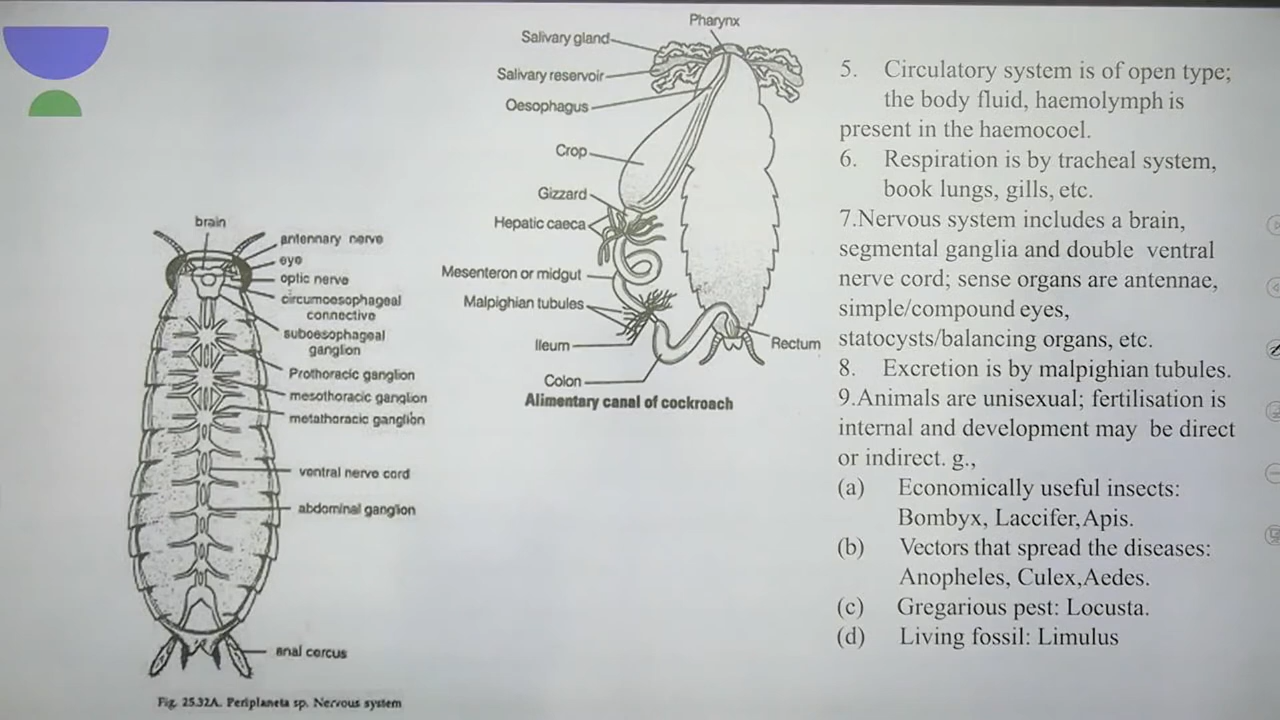 Pharynx
Salivary gland
Salivary reservoir
Oesophagus
Crop
Gizzard
Hepatic caeca
Mesenteron or midgut
Malpighian tubules
Ileum
Rectum
Colon
Alimentary canal of cockroach
brain
antennary nerve
eye
optic nerve
circumoesophageal
connective
suboesophageal
ganglion
Prothoracic ganglion
mesothoracic ganglion
metathoracic ganglion
ventral nerve cord
abdominal ganglion
anal cercus
Fig. 25.32A. Periplaneta sp. Nervous system
5. Circulatory system is of open type;
the body fluid, haemolymph is
present in the haemocoel.
6. Respiration is by tracheal system,
book lungs, gills, etc.
7.Nervous system includes a brain,
segmental ganglia and double ventral
nerve cord; sense organs are antennae,
simple/compound eyes,
statocysts/balancing organs, etc.
8. Excretion is by malpighian tubules.
9.Animals are unisexual; fertilisation is
internal and development may be direct
or indirect. g.,
(a) Economically useful insects:
Bombyx, Laccifer,Apis.
(b) Vectors that spread the diseases:
Anopheles, Culex,Aedes.
(c) Gregarious pest: Locusta.
(d) Living fossil: Limulus